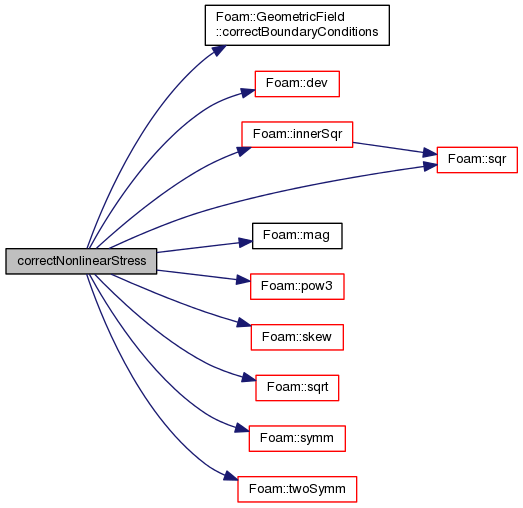 Foam::GeometricField
::correctBoundaryConditions
Foam::dev
Foam::innerSqr
Foam::sqr
Foam::mag
correctNonlinearStress
Foam::pow3
Foam::skew
Foam::sqrt
Foam::symm
Foam::twoSymm